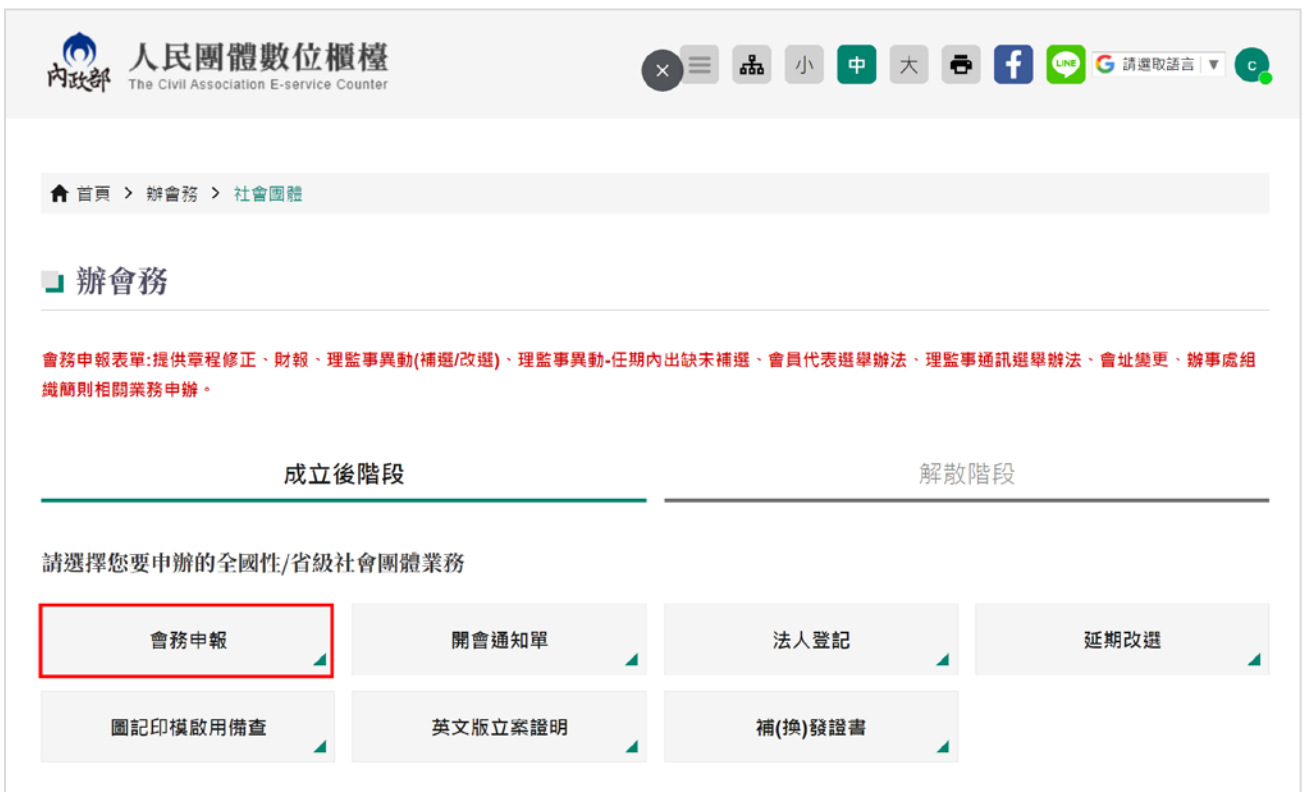 內政部
人民團體數位櫃檯
The Civil Association E-service Counter
小 中 大 LINE G 請選取語言 ▼ C
首頁 > 辦會務 > 社會團體
辦會務
會務申報表單:提供章程修正、財報、理監事異動(補選/改選)、理監事異動-任期內出缺未補選、會員代表選舉辦法、理監事通訊選舉辦法、會址變更、辦事處組
織簡則相關業務申辦。
成立後階段 解散階段
請選擇您要申辦的全國性/省級社會團體業務
會務申報 開會通知單 法人登記 延期改選
圖記印模啟用備查 英文版立案證明 補(換)發證書